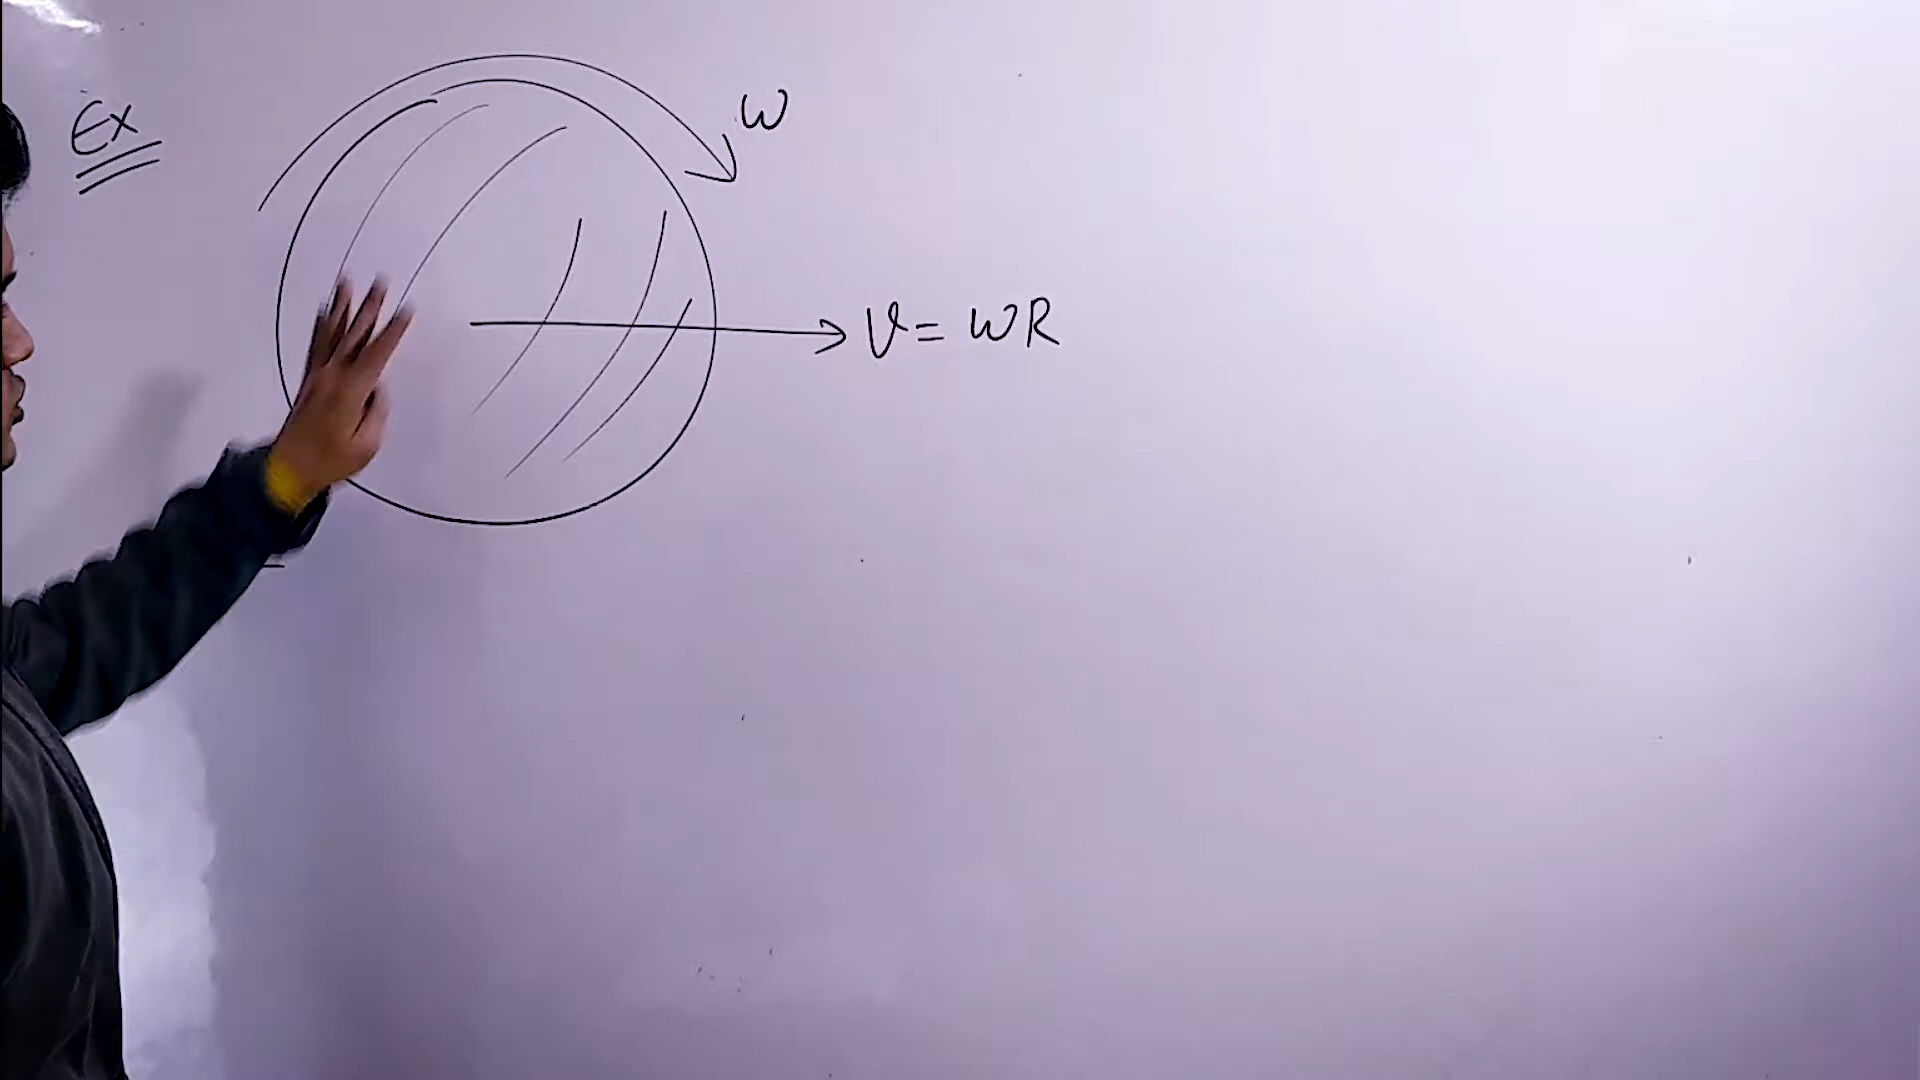 Ex
ω
v = ωR